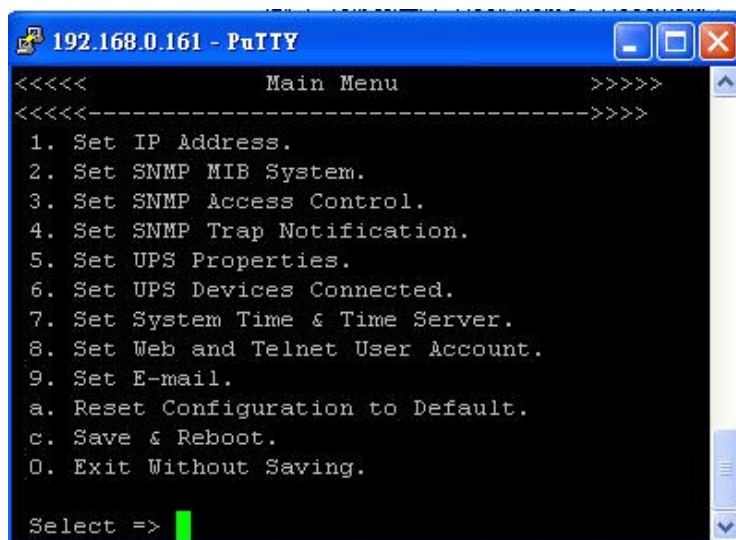 192.168.0.161 - PuTTY
<<<<< Main Menu >>>>>
<<<<<----------------------------------->>>>
1. Set IP Address.
2. Set SNMP MIB System.
3. Set SNMP Access Control.
4. Set SNMP Trap Notification.
5. Set UPS Properties.
6. Set UPS Devices Connected.
7. Set System Time & Time Server.
8. Set Web and Telnet User Account.
9. Set E-mail.
a. Reset Configuration to Default.
c. Save & Reboot.
0. Exit Without Saving.
Select =>